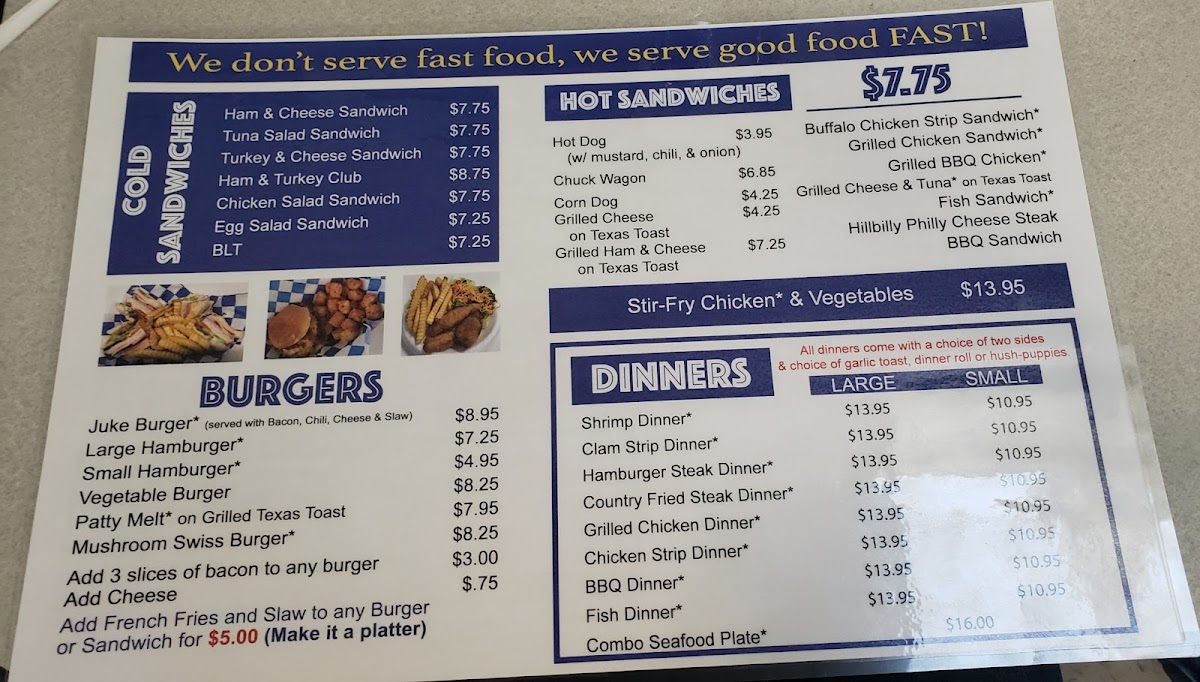 We don't serve fast food, we serve good food FAST!
COLD
SANDWICHES
Ham & Cheese Sandwich $7.75
Tuna Salad Sandwich $7.75
Turkey & Cheese Sandwich $7.75
Ham & Turkey Club $8.75
Chicken Salad Sandwich $7.75
Egg Salad Sandwich $7.25
BLT $7.25
BURGERS
Juke Burger* (served with Bacon, Chili, Cheese & Slaw) $8.95
Large Hamburger* $7.25
Small Hamburger* $4.95
Vegetable Burger $8.25
Patty Melt* on Grilled Texas Toast $7.95
Mushroom Swiss Burger* $8.25
Add 3 slices of bacon to any burger $3.00
Add Cheese $.75
Add French Fries and Slaw to any Burger
or Sandwich for $5.00 (Make it a platter)
HOT SANDWICHES
Hot Dog $3.95
(w/ mustard, chili, & onion)
Chuck Wagon $6.85
Corn Dog $4.25
Grilled Cheese $4.25
on Texas Toast
Grilled Ham & Cheese $7.25
on Texas Toast
$7.75
Buffalo Chicken Strip Sandwich*
Grilled Chicken Sandwich*
Grilled BBQ Chicken*
Grilled Cheese & Tuna* on Texas Toast
Fish Sandwich*
Hillbilly Philly Cheese Steak
BBQ Sandwich
Stir-Fry Chicken* & Vegetables $13.95
DINNERS
All dinners come with a choice of two sides
& choice of garlic toast, dinner roll or hush-puppies.
LARGE SMALL
Shrimp Dinner* $13.95 $10.95
Clam Strip Dinner* $13.95 $10.95
Hamburger Steak Dinner* $13.95 $10.95
Country Fried Steak Dinner* $13.95 $10.95
Grilled Chicken Dinner* $13.95 $10.95
Chicken Strip Dinner* $13.95 $10.95
BBQ Dinner* $13.95 $10.95
Fish Dinner* $13.95 $10.95
Combo Seafood Plate* $16.00